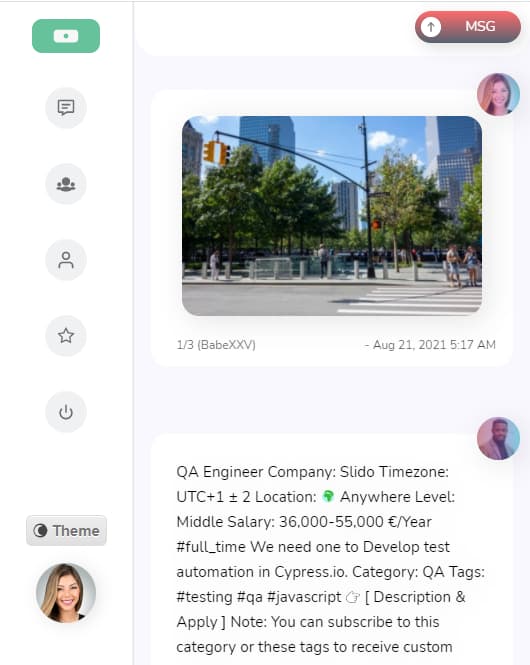 MSG
1/3 (BabeXXV)
- Aug 21, 2021 5:17 AM
Theme
QA Engineer Company: Slido Timezone:
UTC+1 ± 2 Location: 🌍 Anywhere Level:
Middle Salary: 36,000-55,000 €/Year
#full_time We need one to Develop test
automation in Cypress.io. Category: QA Tags:
#testing #qa #javascript 👉 [ Description &
Apply ] Note: You can subscribe to this
category or these tags to receive custom